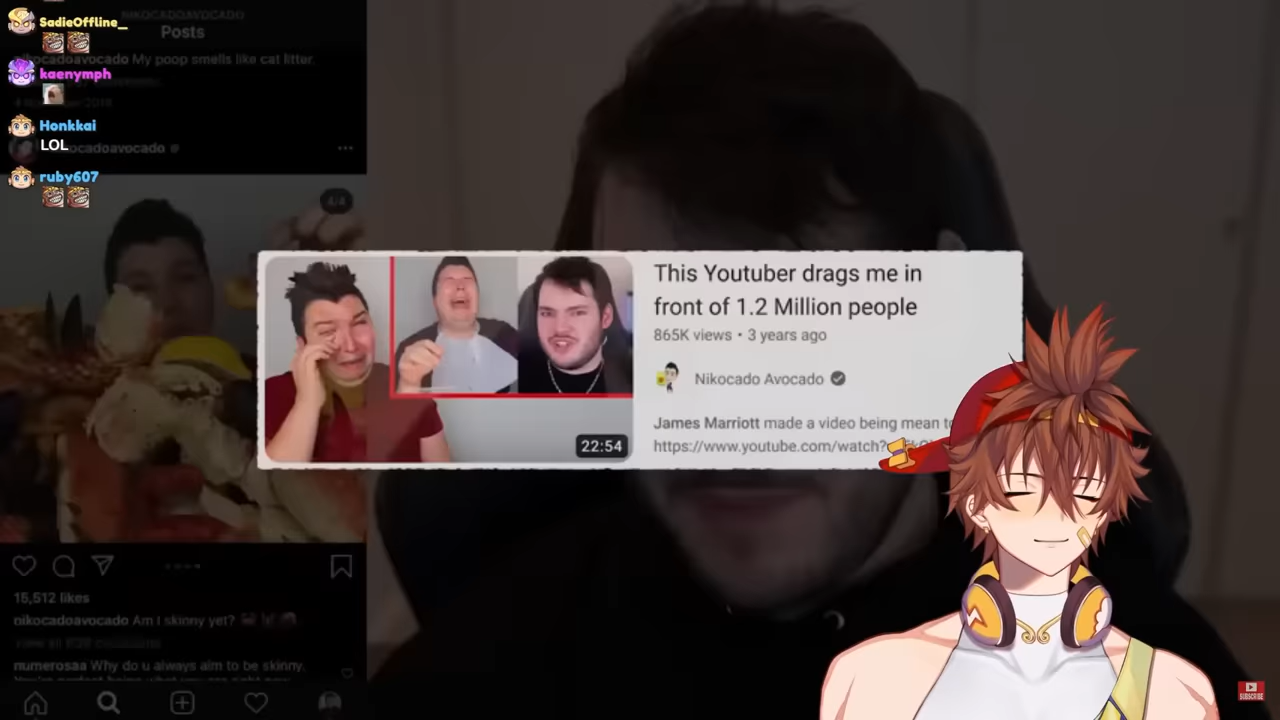 SadieOffline_
kaenymph
Honkkai
LOL
ruby607
NIKOCADOAVOCADO
Posts
nikocadoavocado My poop smells like cat litter.
ocadoavocado
4/4
15,512 likes
nikocadoavocado Am I skinny yet?
numerosaa Why do u always aim to be skinny.
This Youtuber drags me in
front of 1.2 Million people
865K views • 3 years ago
Nikocado Avocado
James Marriott made a video being mean to
https://www.youtube.com/watch?
22:54
SUBSCRIBE